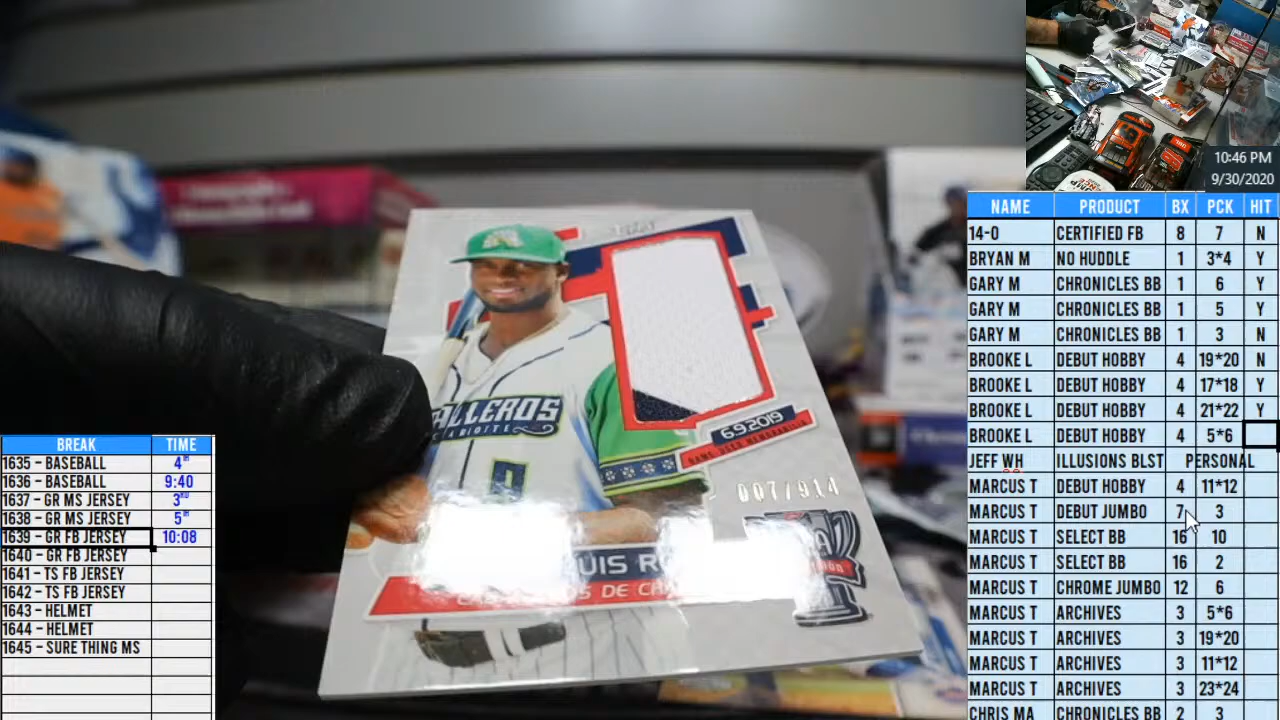 10:46 PM
9/30/2020
NAME PRODUCT BX PCK HIT
14-0 CERTIFIED FB 8 7 N
BRYAN M NO HUDDLE 1 3*4 Y
GARY M CHRONICLES BB 1 6 Y
GARY M CHRONICLES BB 1 5 Y
GARY M CHRONICLES BB 1 3 N
BROOKE L DEBUT HOBBY 4 19*20 N
BROOKE L DEBUT HOBBY 4 17*18 Y
BROOKE L DEBUT HOBBY 4 21*22 Y
BROOKE L DEBUT HOBBY 4 5*6
JEFF WH ILLUSIONS BLST PERSONAL
MARCUS T DEBUT HOBBY 4 11*12
MARCUS T DEBUT JUMBO 7 3
MARCUS T SELECT BB 16 10
MARCUS T SELECT BB 16 2
MARCUS T CHROME JUMBO 12 6
MARCUS T ARCHIVES 3 5*6
MARCUS T ARCHIVES 3 19*20
MARCUS T ARCHIVES 3 11*12
MARCUS T ARCHIVES 3 23*24
CHRIS MA CHRONICLES BB 2 3
BREAK TIME
1635 - BASEBALL 4TH
1636 - BASEBALL 9:40
1637 - GR MS JERSEY 3RD
1638 - GR MS JERSEY 5TH
1639 - GR FB JERSEY 10:08
1640 - GR FB JERSEY
1641 - TS FB JERSEY
1642 - TS FB JERSEY
1643 - HELMET
1644 - HELMET
1645 - SURE THING MS
ALLEROS
6.9.2019
GAME USED MEMORABILIA
007/914
UIS R